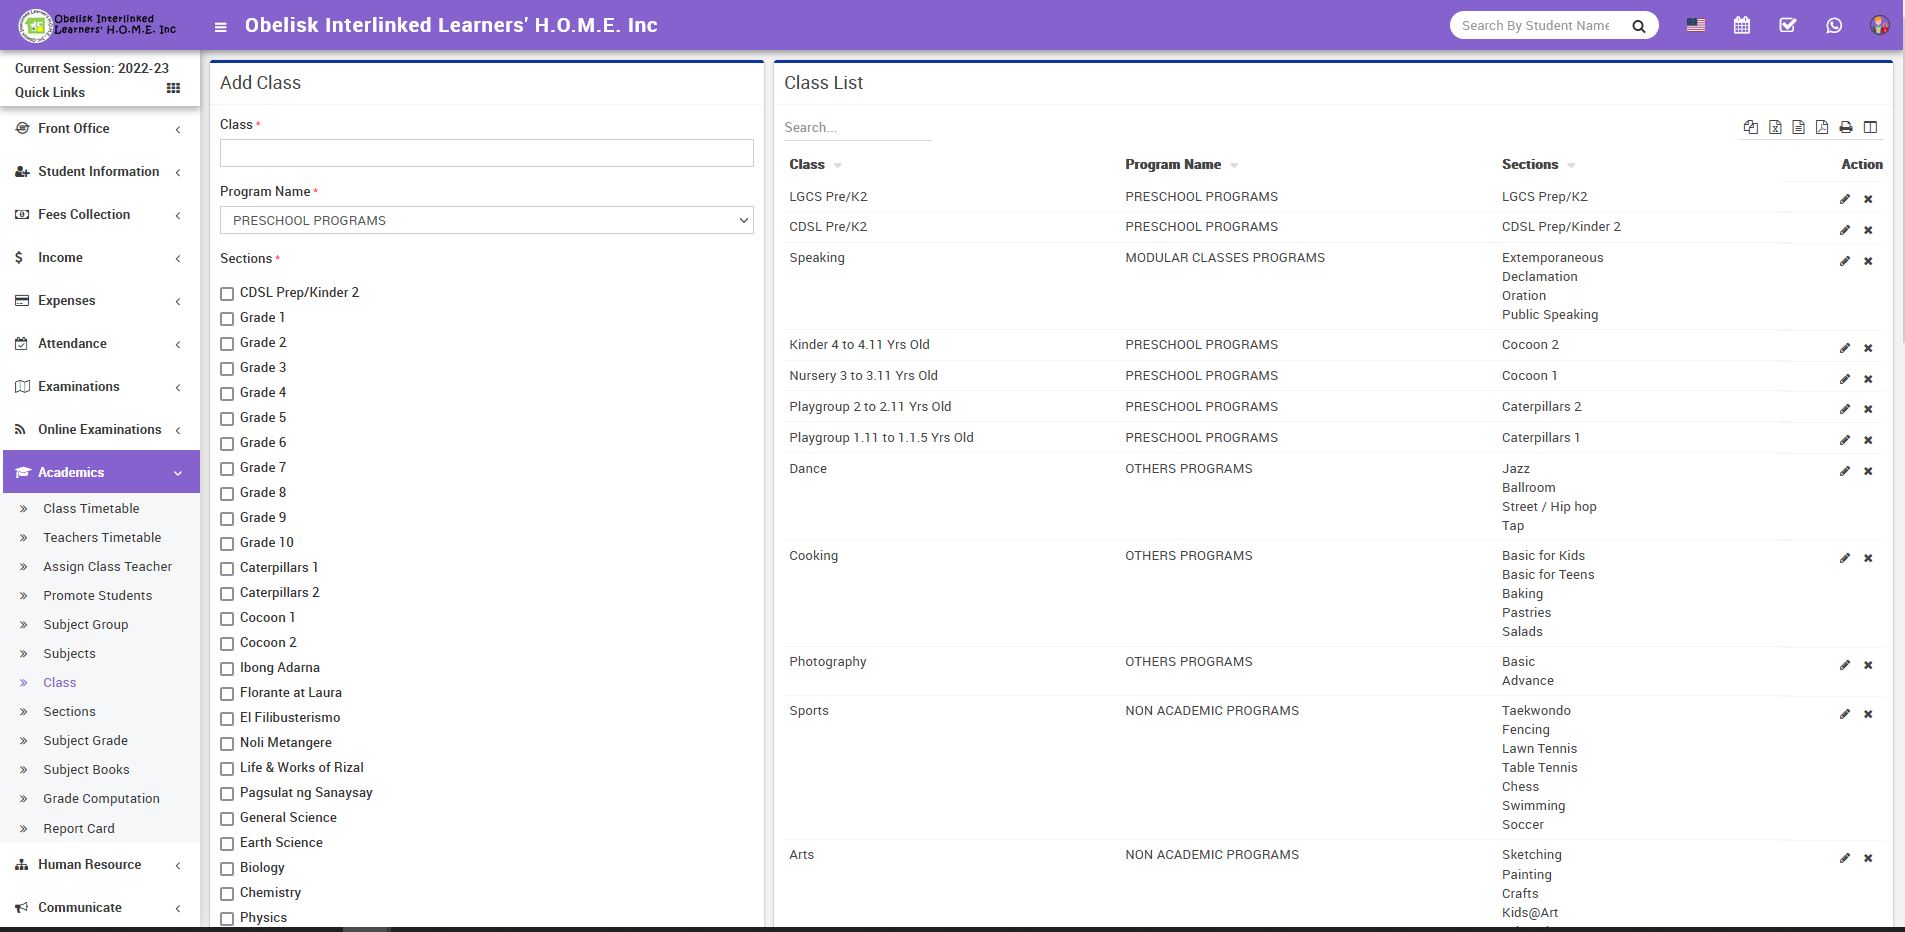 Obelisk Interlinked
Learners' H.O.M.E. Inc
Obelisk Interlinked Learners' H.O.M.E. Inc
Search By Student Name
Current Session: 2022-23
Quick Links
Front Office
Student Information
Fees Collection
Income
Expenses
Attendance
Examinations
Online Examinations
Academics
Class Timetable
Teachers Timetable
Assign Class Teacher
Promote Students
Subject Group
Subjects
Class
Sections
Subject Grade
Subject Books
Grade Computation
Report Card
Human Resource
Communicate
Add Class
Class *
Program Name *
PRESCHOOL PROGRAMS
Sections *
CDSL Prep/Kinder 2
Grade 1
Grade 2
Grade 3
Grade 4
Grade 5
Grade 6
Grade 7
Grade 8
Grade 9
Grade 10
Caterpillars 1
Caterpillars 2
Cocoon 1
Cocoon 2
Ibong Adarna
Florante at Laura
El Filibusterismo
Noli Metangere
Life & Works of Rizal
Pagsulat ng Sanaysay
General Science
Earth Science
Biology
Chemistry
Physics
Class List
Search...
Class Program Name Sections Action
LGCS Pre/K2 PRESCHOOL PROGRAMS LGCS Prep/K2
CDSL Pre/K2 PRESCHOOL PROGRAMS CDSL Prep/Kinder 2
Speaking MODULAR CLASSES PROGRAMS Extemporaneous
Declamation
Oration
Public Speaking
Kinder 4 to 4.11 Yrs Old PRESCHOOL PROGRAMS Cocoon 2
Nursery 3 to 3.11 Yrs Old PRESCHOOL PROGRAMS Cocoon 1
Playgroup 2 to 2.11 Yrs Old PRESCHOOL PROGRAMS Caterpillars 2
Playgroup 1.11 to 1.1.5 Yrs Old PRESCHOOL PROGRAMS Caterpillars 1
Dance OTHERS PROGRAMS Jazz
Ballroom
Street / Hip hop
Tap
Cooking OTHERS PROGRAMS Basic for Kids
Basic for Teens
Baking
Pastries
Salads
Photography OTHERS PROGRAMS Basic
Advance
Sports NON ACADEMIC PROGRAMS Taekwondo
Fencing
Lawn Tennis
Table Tennis
Chess
Swimming
Soccer
Arts NON ACADEMIC PROGRAMS Sketching
Painting
Crafts
Kids@Art